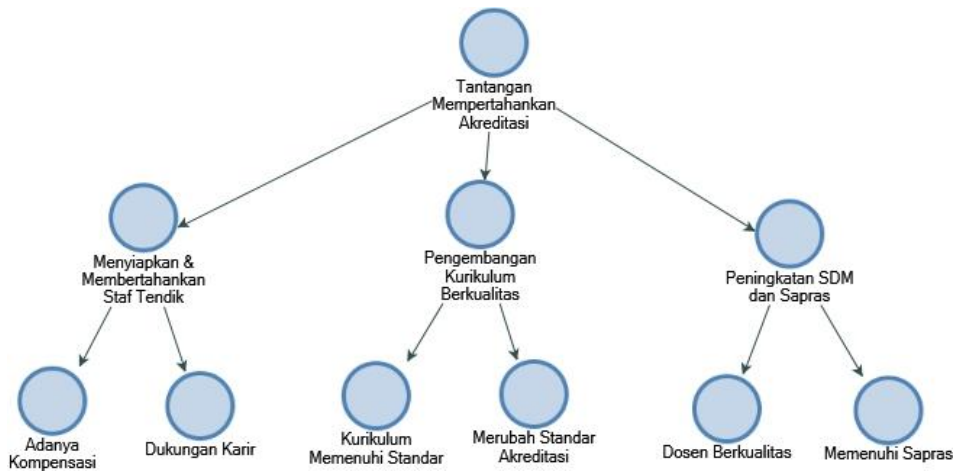 Tantangan
Mempertahankan
Akreditasi
Menyiapkan &
Membertahankan
Staf Tendik
Pengembangan
Kurikulum
Berkualitas
Peningkatan SDM
dan Sapras
Adanya
Kompensasi
Dukungan Karir
Kurikulum
Memenuhi Standar
Merubah Standar
Akreditasi
Dosen Berkualitas
Memenuhi Sapras